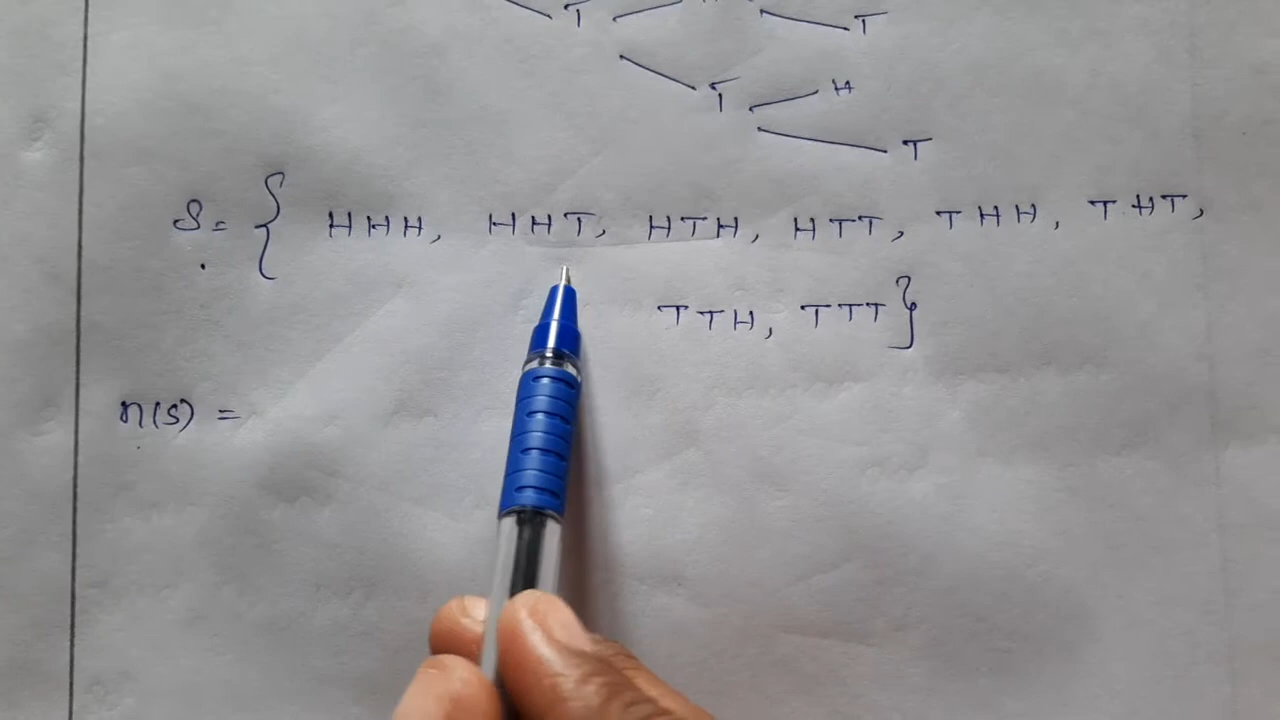 T T
T H
T
S = { HHH, HHT, HTH, HTT, THH, THT,
TTH, TTT }
n(s) =